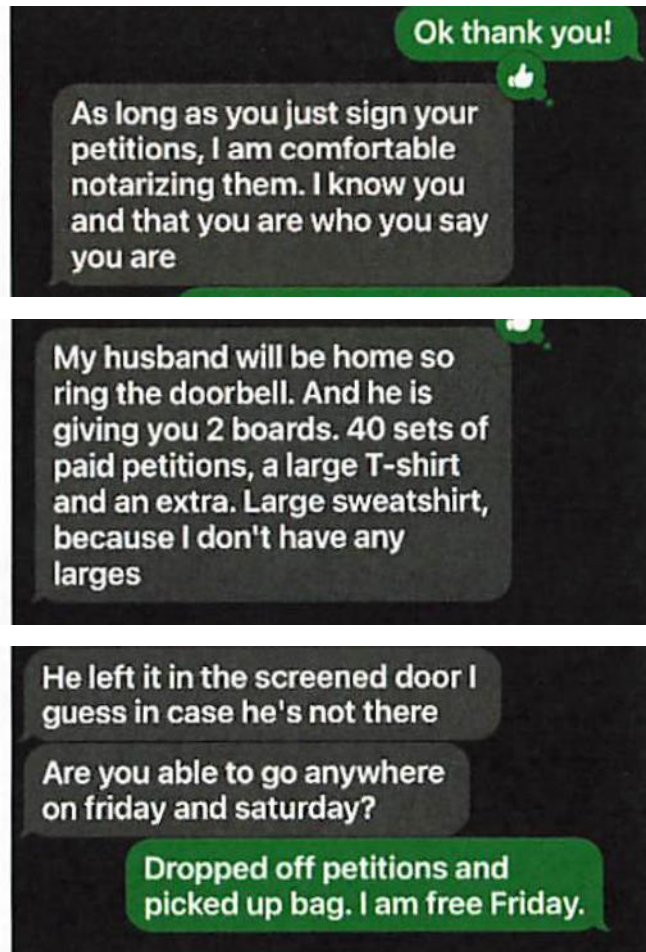 Ok thank you!
As long as you just sign your
petitions, I am comfortable
notarizing them. I know you
and that you are who you say
you are
My husband will be home so
ring the doorbell. And he is
giving you 2 boards. 40 sets of
paid petitions, a large T-shirt
and an extra. Large sweatshirt,
because I don't have any
larges
He left it in the screened door I
guess in case he's not there
Are you able to go anywhere
on friday and saturday?
Dropped off petitions and
picked up bag. I am free Friday.